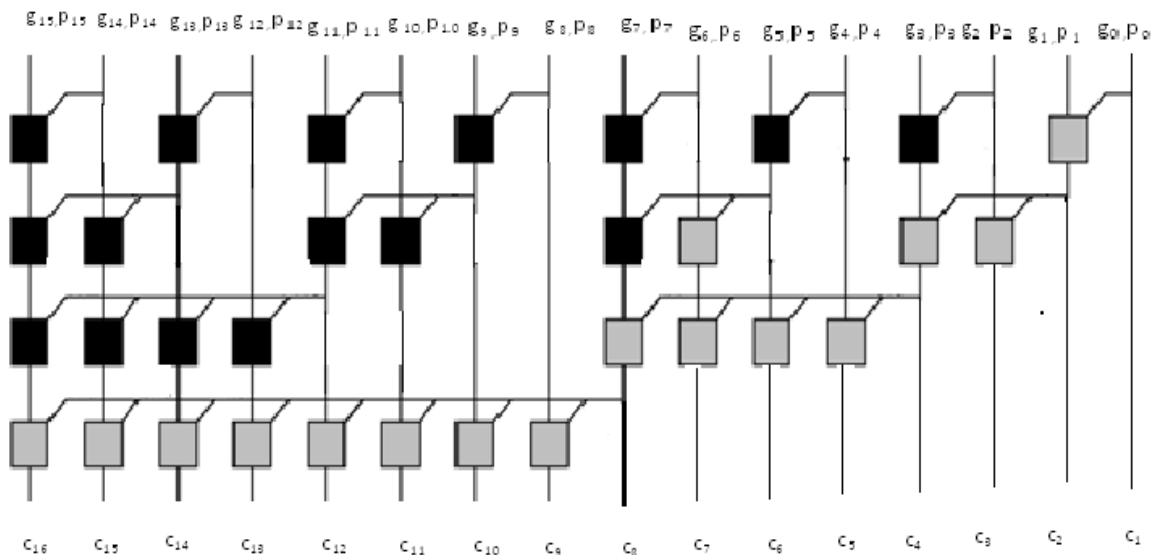 g₁₅,p₁₅ g₁₄,p₁₄ g₁₃,p₁₃ g₁₂,p₁₂ g₁₁,p₁₁ g₁₀,p₁₀ g₉,p₉ g₈,p₈ g₇,p₇ g₆,p₆ g₅,p₅ g₄,p₄ g₃,p₃ g₂,p₂ g₁,p₁ g₀,p₀
c₁₆ c₁₅ c₁₄ c₁₃ c₁₂ c₁₁ c₁₀ c₉ c₈ c₇ c₆ c₅ c₄ c₃ c₂ c₁